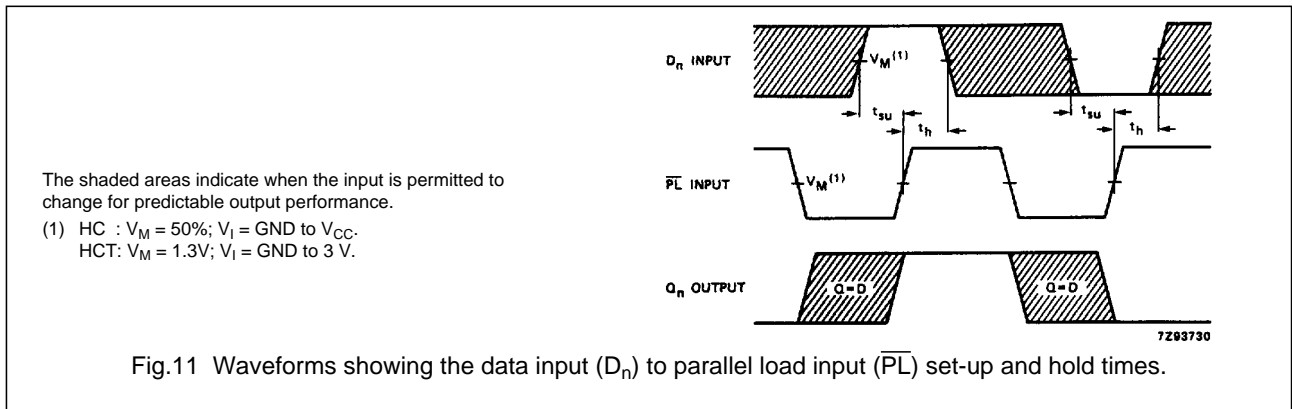 Dn INPUT
VM(1)
tsu
th
tsu
th
PL INPUT
VM(1)
Qn OUTPUT
Q=D
Q=D
7Z93730
The shaded areas indicate when the input is permitted to
change for predictable output performance.
(1) HC : VM = 50%; VI = GND to VCC.
HCT: VM = 1.3V; VI = GND to 3 V.
Fig.11 Waveforms showing the data input (Dn) to parallel load input (PL) set-up and hold times.